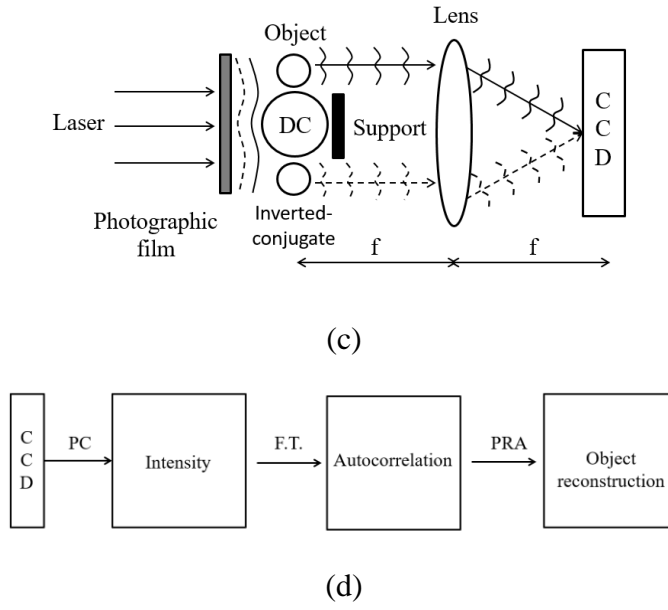 Object
Lens
Laser
DC
Support
C
C
D
Photographic
film
Inverted-
conjugate
f
f
(c)
C
C
D
PC
Intensity
F.T.
Autocorrelation
PRA
Object
reconstruction
(d)